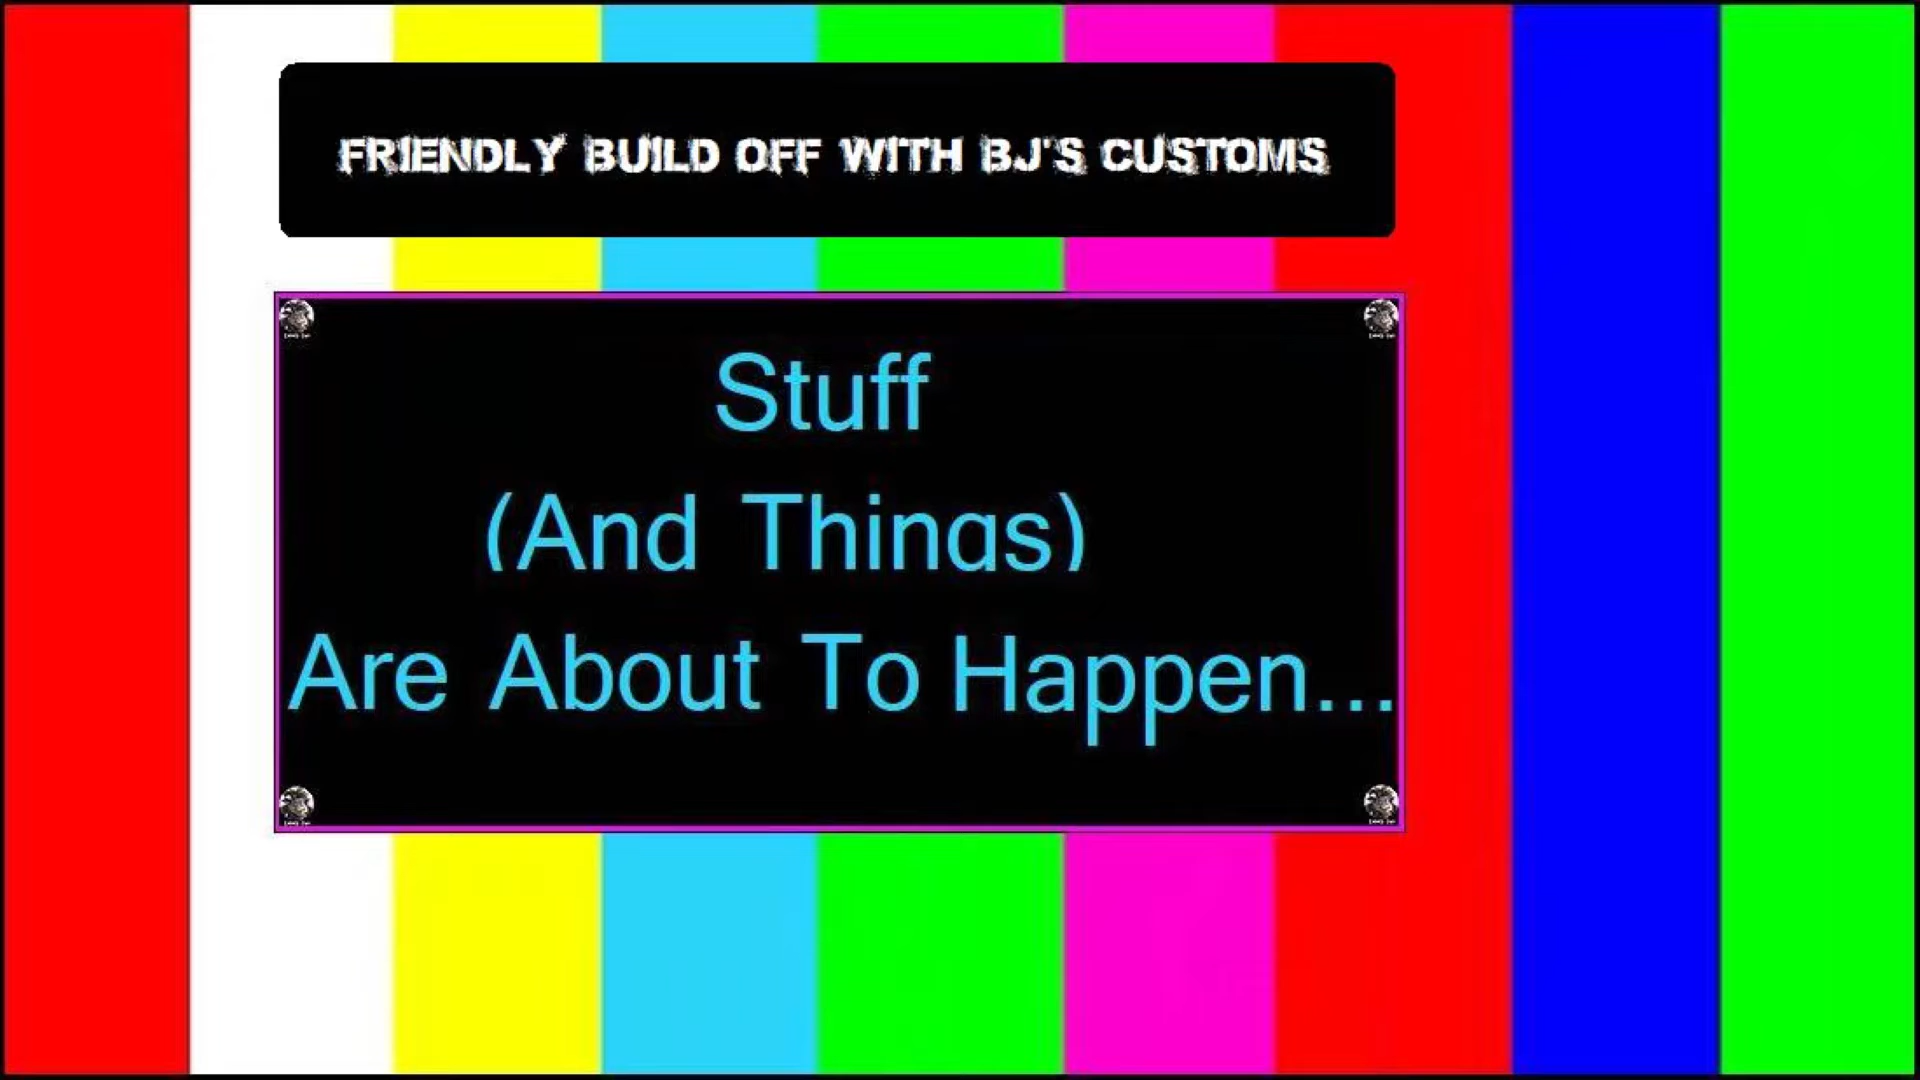 FRIENDLY BUILD OFF WITH BJ'S CUSTOMS
Stuff
(And Things)
Are About To Happen...